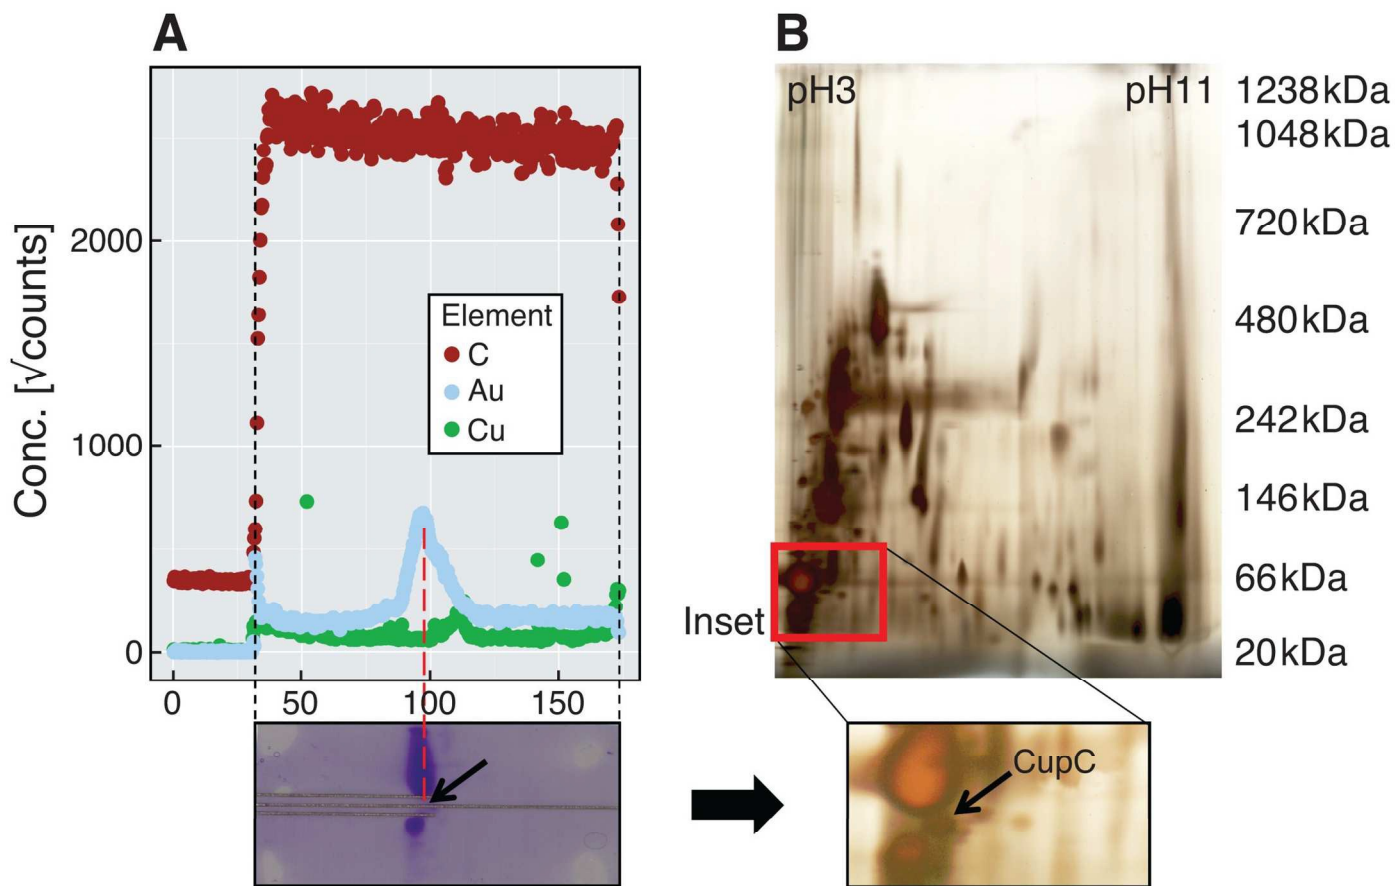 A
Conc. [√counts]
2000
1000
0
Element
C
Au
Cu
0 50 100 150
B
pH3 pH11
1238kDa
1048kDa
720kDa
480kDa
242kDa
146kDa
66kDa
20kDa
Inset
CupC